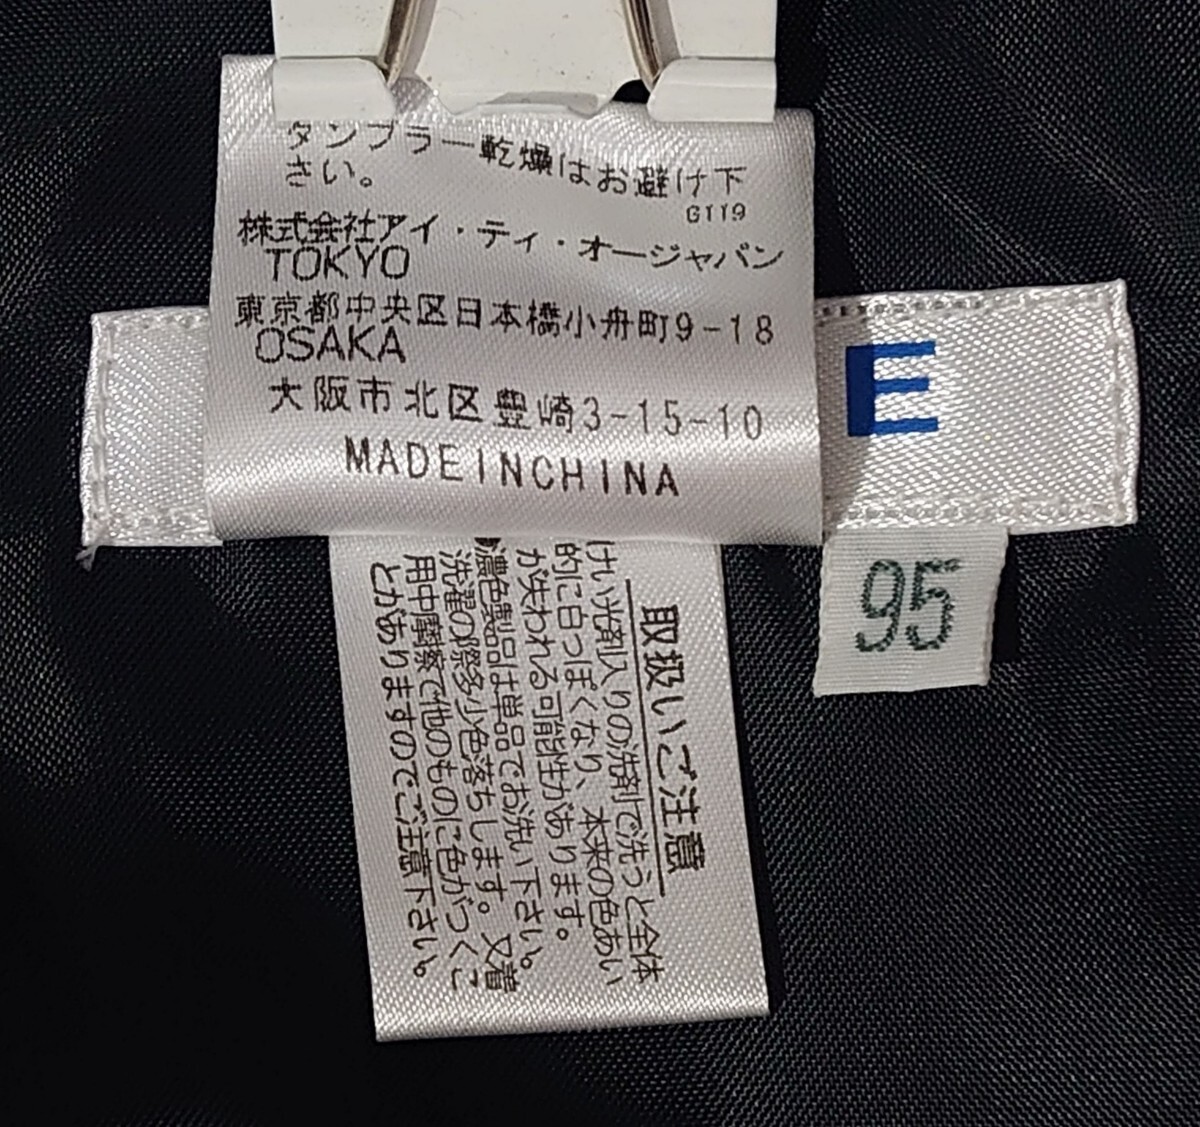 タンブラー乾燥はお避け下
さい。
G119
株式会社アイ・ティ・オージャパン
TOKYO
東京都中央区日本橋小舟町9-18
OSAKA
大阪市北区豊崎3-15-10
MADEINCHINA
E
95
取扱いご注意
けい光剤入りの洗剤で洗うと全体
的に白っぽくなり、本来の色あい
が失われる可能性があります。
濃色製品は単品でお洗い下さい。
洗濯の際多少色落ちします。又着
用中摩擦で他のものに色がつくこ
とがありますのでご注意下さい。